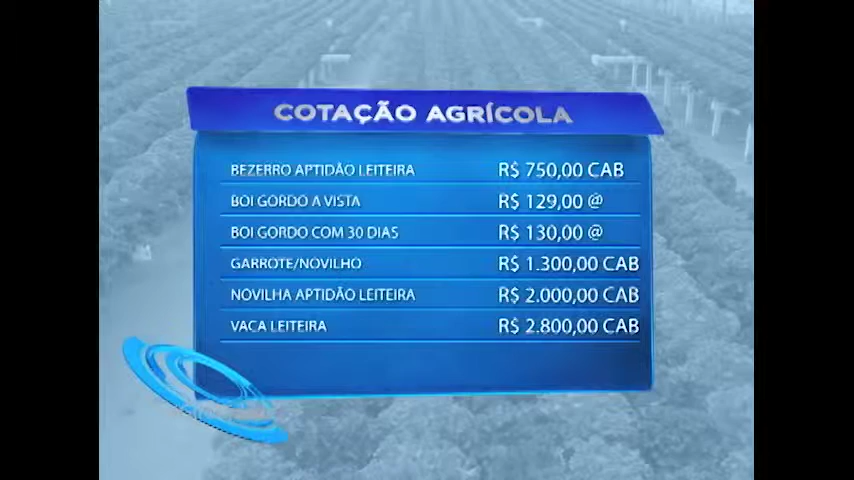 COTAÇÃO AGRÍCOLA
BEZERRO APTIDÃO LEITEIRA R$ 750,00 CAB
BOI GORDO A VISTA R$ 129,00 @
BOI GORDO COM 30 DIAS R$ 130,00 @
GARROTE/NOVILHO R$ 1.300,00 CAB
NOVILHA APTIDÃO LEITEIRA R$ 2.000,00 CAB
VACA LEITEIRA R$ 2.800,00 CAB